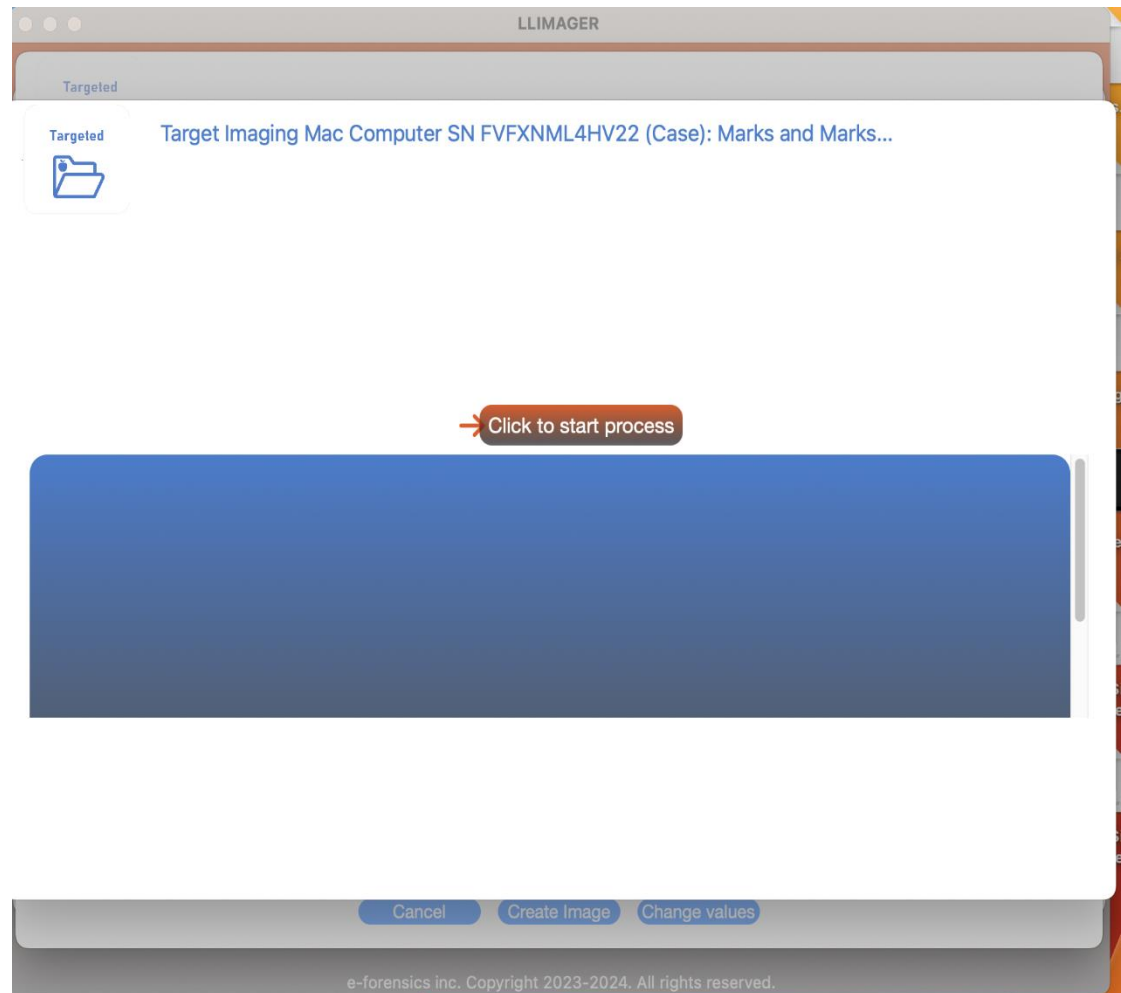 LLIMAGER
Targeted
Targeted
Target Imaging Mac Computer SN FVFXNML4HV22 (Case): Marks and Marks...
Click to start process
Cancel
Create Image
Change values
e-forensics inc. Copyright 2023-2024. All rights reserved.